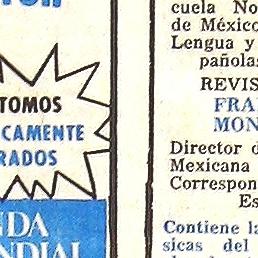 TOMOS
CAMENTE
RADOS
NDA
NDIAL
cuela No
de México
Lengua y
pañolas
REVIS
FRA
MON
Director d
Mexicana
Correspon
Es
Contiene la
sicas del